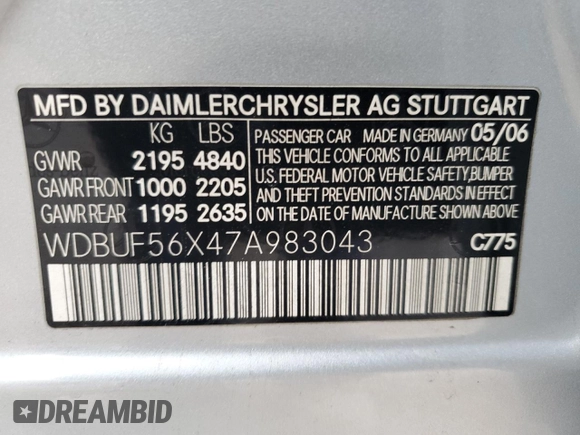 MFD BY DAIMLERCHRYSLER AG STUTTGART
KG LBS
GVWR 2195 4840
GAWR FRONT 1000 2205
GAWR REAR 1195 2635
PASSENGER CAR MADE IN GERMANY 05/06
THIS VEHICLE CONFORMS TO ALL APPLICABLE
U.S. FEDERAL MOTOR VEHICLE SAFETY, BUMPER
AND THEFT PREVENTION STANDARDS IN EFFECT
ON THE DATE OF MANUFACTURE SHOWN ABOVE.
WDBUF56X47A983043 C775
DREAMBID